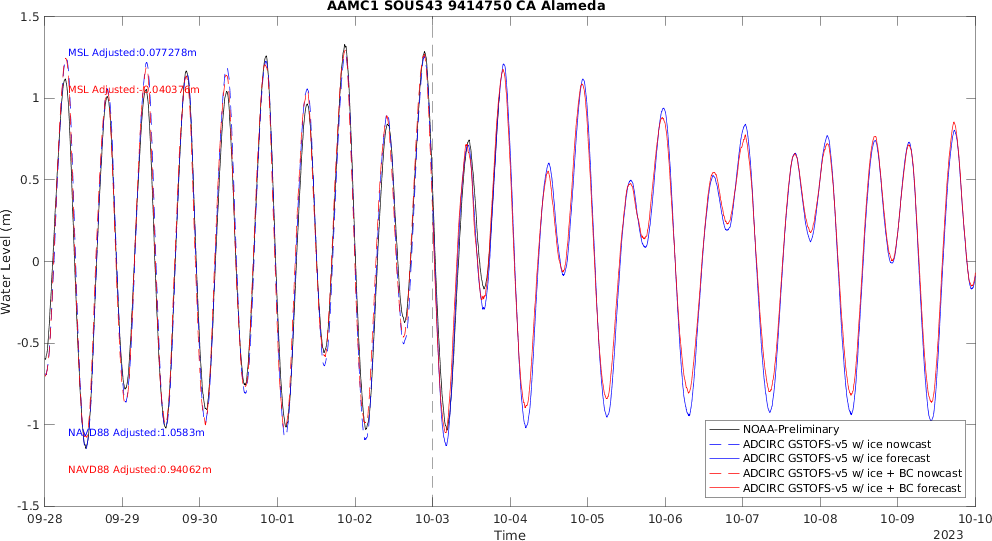 AAMC1 SOUS43 9414750 CA Alameda
1.5
1
0.5
0
-0.5
-1
-1.5
Water Level (m)
MSL Adjusted:0.077278m
MSL Adjusted:-0.040376m
NAVD88 Adjusted:1.0583m
NAVD88 Adjusted:0.94062m
NOAA-Preliminary
ADCIRC GSTOFS-v5 w/ ice nowcast
ADCIRC GSTOFS-v5 w/ ice forecast
ADCIRC GSTOFS-v5 w/ ice + BC nowcast
ADCIRC GSTOFS-v5 w/ ice + BC forecast
09-28 09-29 09-30 10-01 10-02 10-03 10-04 10-05 10-06 10-07 10-08 10-09 10-10
Time
2023